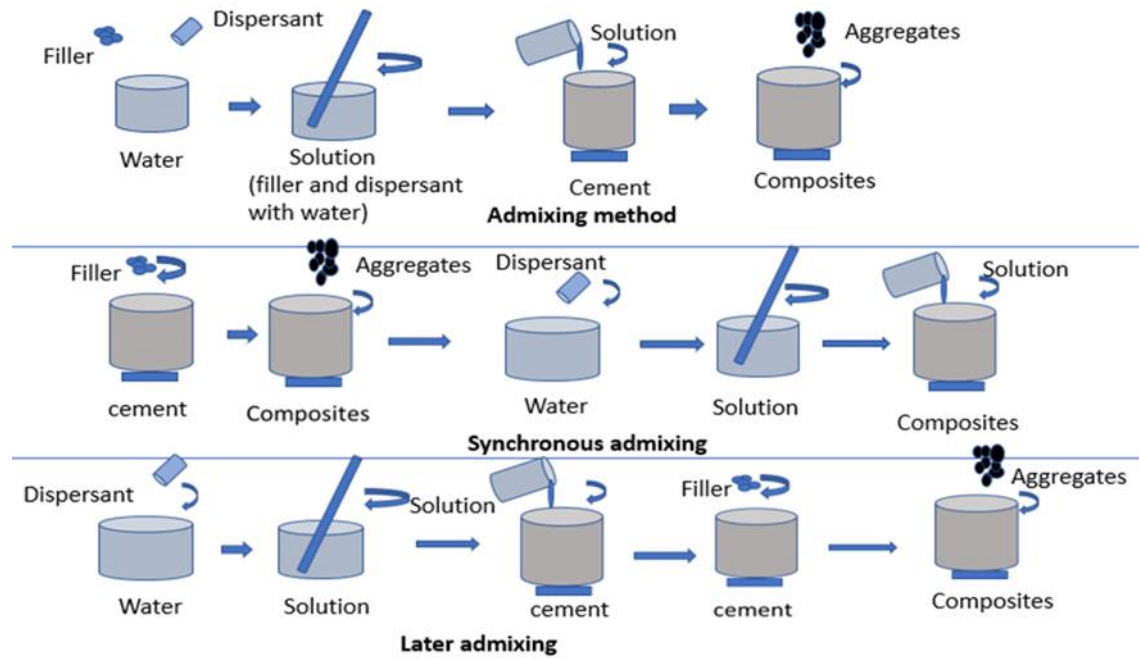 Dispersant
Filler
Solution
Aggregates
Water
Solution
(filler and dispersant
with water)
Cement
Composites
Admixing method
Filler
Aggregates
Dispersant
Solution
cement
Composites
Water
Solution
Composites
Synchronous admixing
Dispersant
Solution
Filler
Aggregates
Water
Solution
cement
cement
Composites
Later admixing